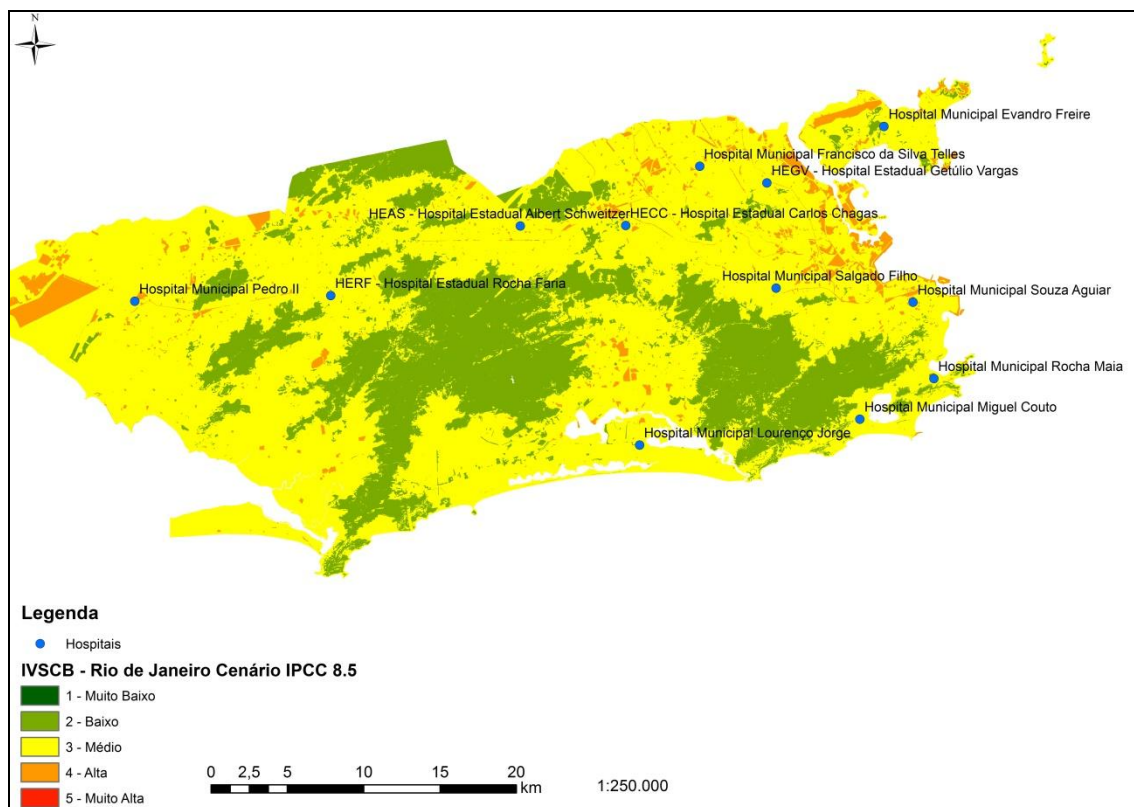 N
Hospital Municipal Evandro Freire
Hospital Municipal Francisco da Silva Telles
HEGV - Hospital Estadual Getúlio Vargas
HEAS - Hospital Estadual Albert Schweitzer
HECC - Hospital Estadual Carlos Chagas
Hospital Municipal Salgado Filho
Hospital Municipal Pedro II
HERF - Hospital Estadual Rocha Faria
Hospital Municipal Souza Aguiar
Hospital Municipal Rocha Maia
Hospital Municipal Miguel Couto
Hospital Municipal Lourenço Jorge
Legenda
Hospitais
IVSCB - Rio de Janeiro Cenário IPCC 8.5
1 - Muito Baixo
2 - Baixo
3 - Médio
4 - Alta
5 - Muito Alta
0 2,5 5 10 15 20
km
1:250.000